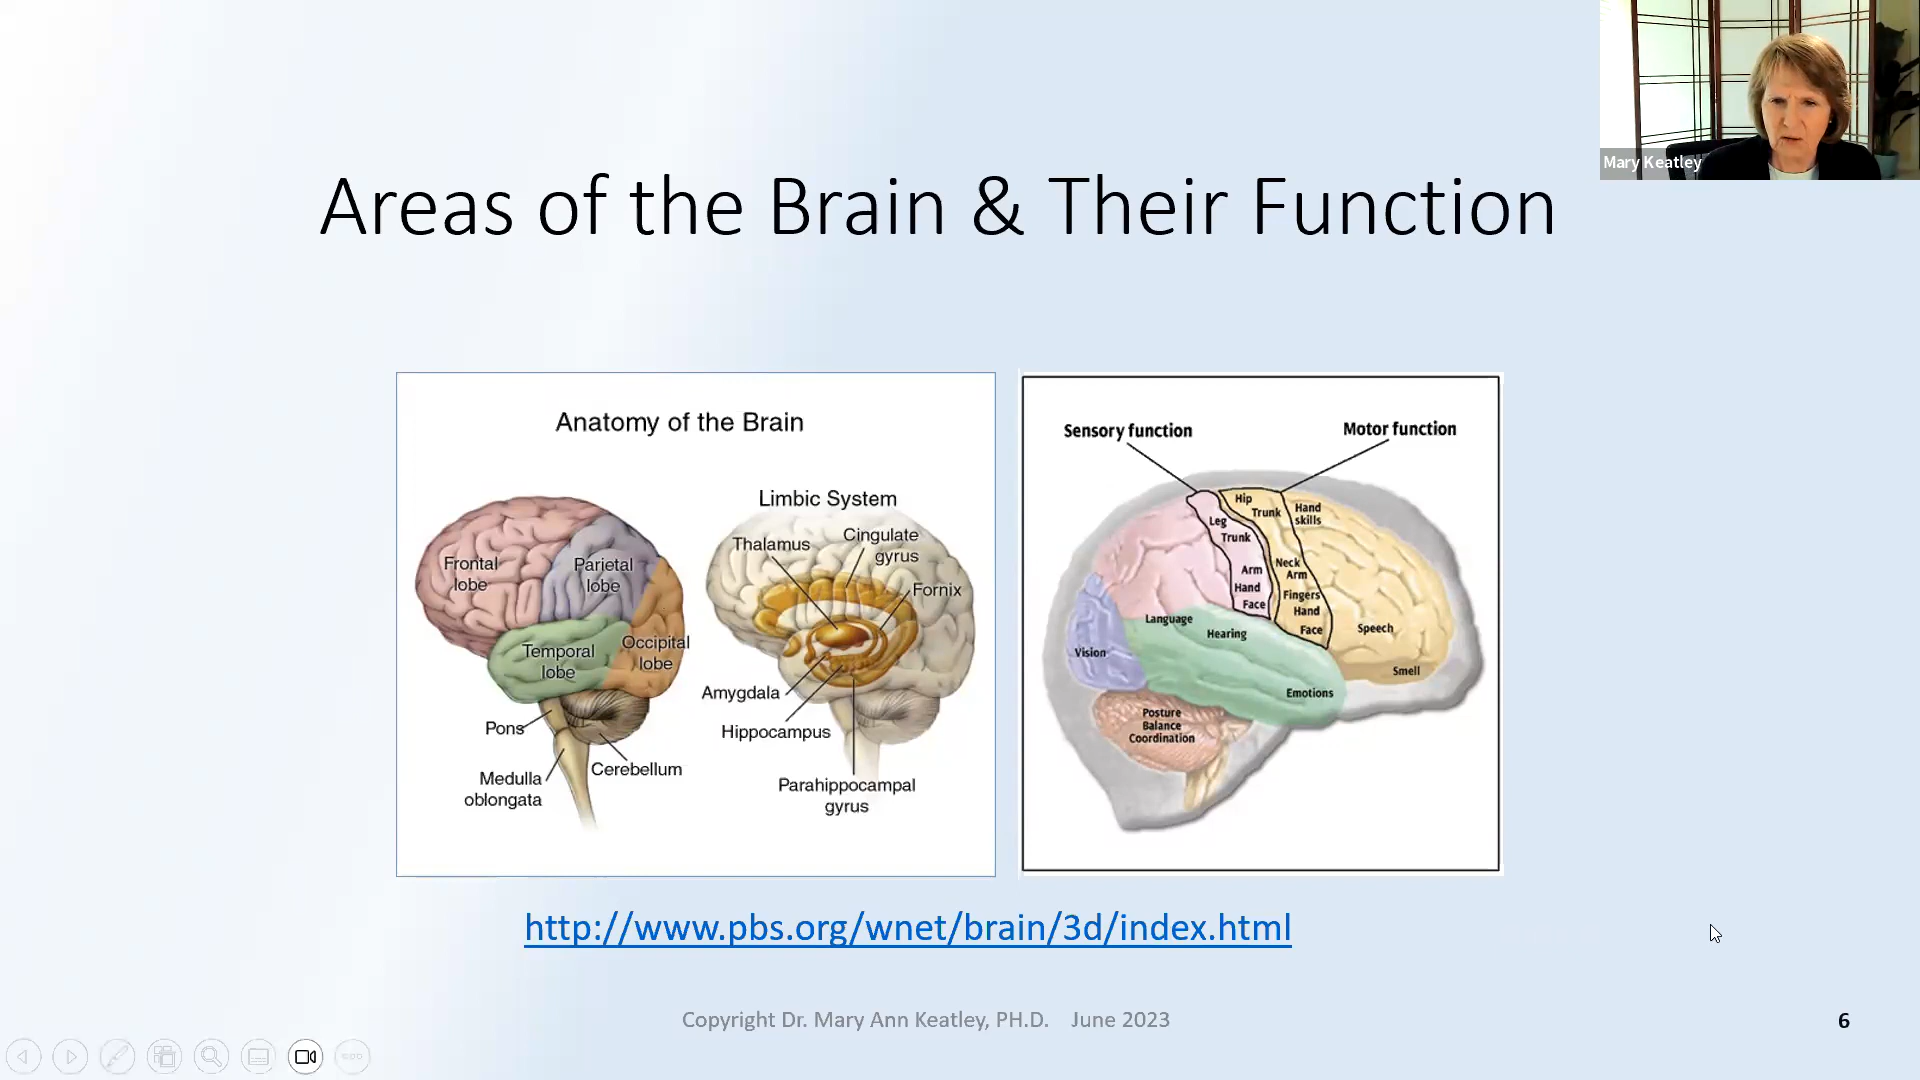 Mary Keatley
Areas of the Brain & Their Function
Anatomy of the Brain
Limbic System
Thalamus
Cingulate
gyrus
Fornix
Frontal
lobe
Parietal
lobe
Temporal
lobe
Occipital
lobe
Amygdala
Hippocampus
Parahippocampal
gyrus
Pons
Medulla
oblongata
Cerebellum
Sensory function
Motor function
Hip
Trunk
Hand
skills
Leg
Trunk
Arm
Hand
Face
Neck
Arm
Fingers
Hand
Face
Language
Hearing
Speech
Vision
Smell
Emotions
Posture
Balance
Coordination
http://www.pbs.org/wnet/brain/3d/index.html
Copyright Dr. Mary Ann Keatley, PH.D. June 2023
6